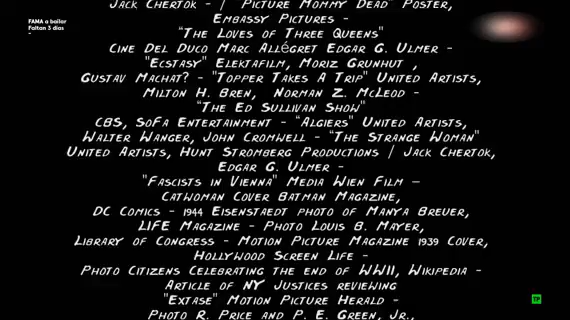 JACK CHERTOK - / "PICTURE MOMMY DEAD" POSTER,
FAMA a bailar
Faltan 3 días
EMBASSY PICTURES -
"THE LOVES OF THREE QUEENS"
CINE DEL DUCO MARC ALLéGRET EDGAR G. ULMER -
"ECSTASY" ELEKTAFILM, MORIZ GRUNHUT ,
GUSTAV MACHAT? - "TOPPER TAKES A TRIP" UNITED ARTISTS,
MILTON H. BREN, NORMAN Z. MCLEOD -
"THE ED SULLIVAN SHOW"
CBS, SOFA ENTERTAINMENT - "ALGIERS" UNITED ARTISTS,
WALTER WANGER, JOHN CROMWELL - "THE STRANGE WOMAN"
UNITED ARTISTS, HUNT STROMBERG PRODUCTIONS / JACK CHERTOK,
EDGAR G. ULMER -
"FASCISTS IN VIENNA" MEDIA WIEN FILM –
CATWOMAN COVER BATMAN MAGAZINE,
DC COMICS - 1944 EISENSTAEDT PHOTO OF MANYA BREUER,
LIFE MAGAZINE - PHOTO LOUIS B. MAYER,
LIBRARY OF CONGRESS - MOTION PICTURE MAGAZINE 1939 COVER,
HOLLYWOOD SCREEN LIFE -
PHOTO CITIZENS CELEBRATING THE END OF WWII, WIKIPEDIA -
ARTICLE OF NY JUSTICES REVIEWING
"EXTASE" MOTION PICTURE HERALD -
PHOTO R. PRICE AND P. E. GREEN, JR.,